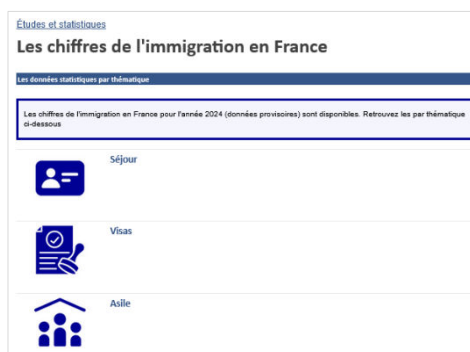 Études et statistiques
Les chiffres de l'immigration en France
Les données statistiques par thématique
Les chiffres de l'immigration en France pour l'année 2024 (données provisoires) sont disponibles. Retrouvez les par thématique
ci-dessous
Séjour
Visas
Asile